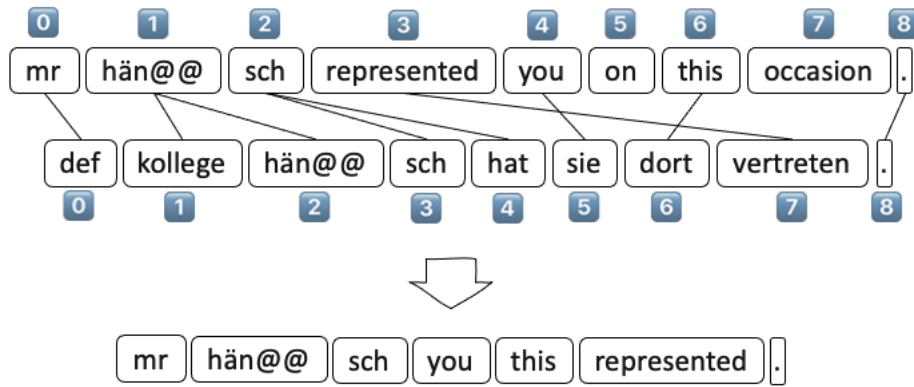 0 1 2 3 4 5 6 7 8
mr hän@@ sch represented you on this occasion .
def kollege hän@@ sch hat sie dort vertreten .
0 1 2 3 4 5 6 7 8
mr hän@@ sch you this represented .